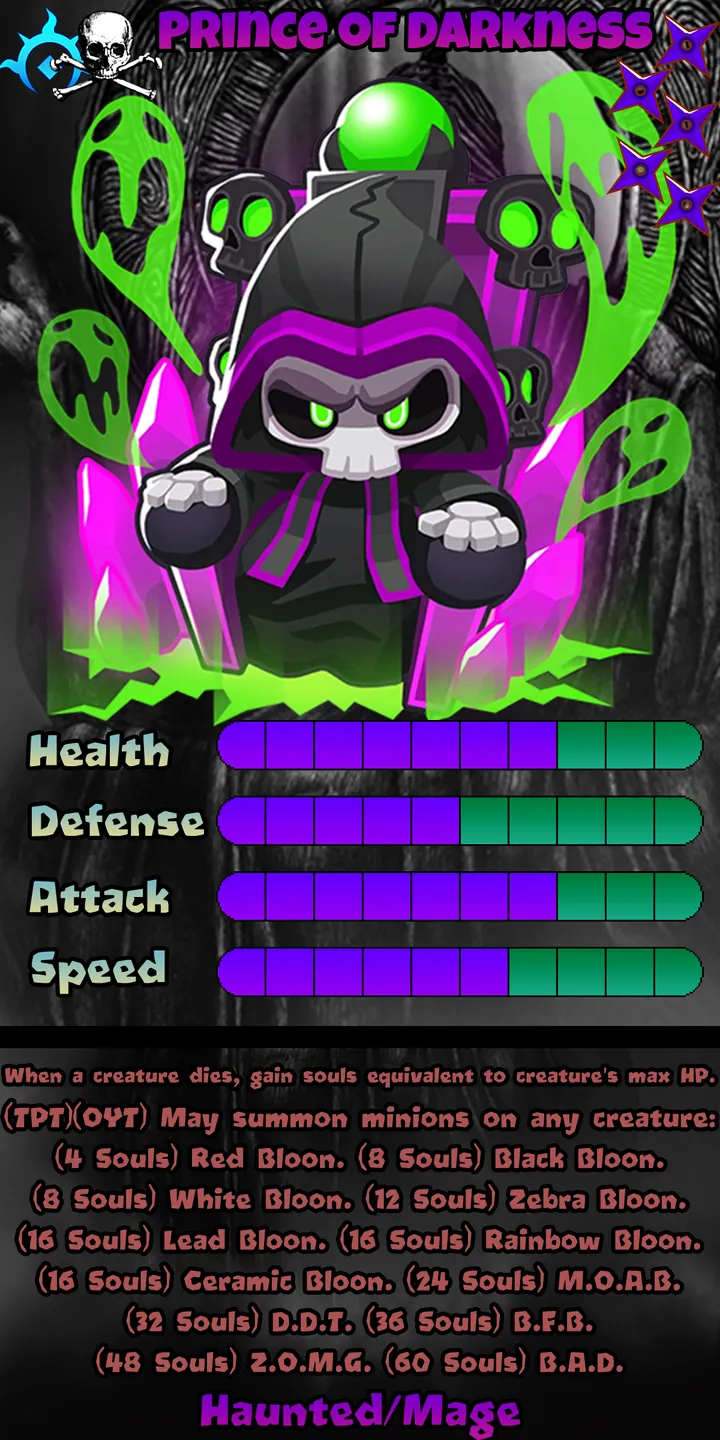 PRINCE OF DARKNESS
Health
Defense
Attack
Speed
When a creature dies, gain souls equivalent to creature's max HP.
(TPT)(OYT) May summon minions on any creature:
(4 Souls) Red Bloon. (8 Souls) Black Bloon.
(8 Souls) White Bloon. (12 Souls) Zebra Bloon.
(16 Souls) Lead Bloon. (16 Souls) Rainbow Bloon.
(16 Souls) Ceramic Bloon. (24 Souls) M.O.A.B.
(32 Souls) D.D.T. (36 Souls) B.F.B.
(48 Souls) Z.O.M.G. (60 Souls) B.A.D.
Haunted/Mage